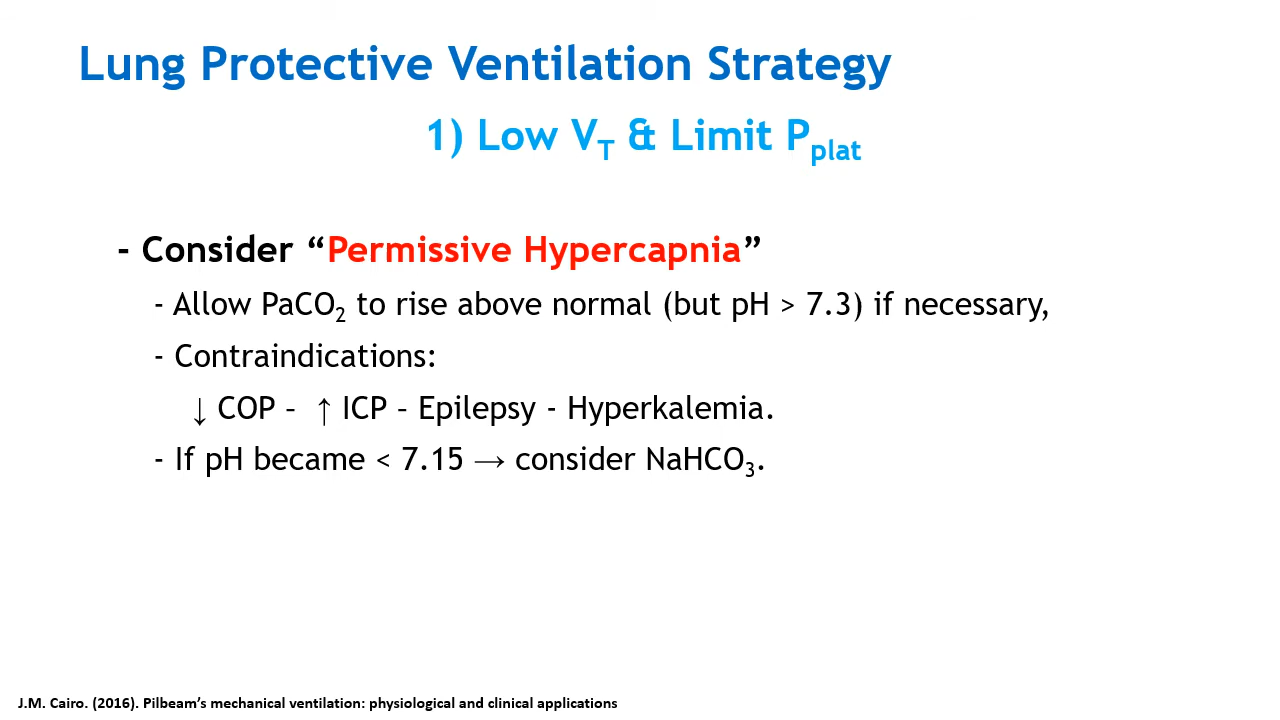 Lung Protective Ventilation Strategy
1) Low VT & Limit Pplat
- Consider “Permissive Hypercapnia”
- Allow PaCO2 to rise above normal (but pH > 7.3) if necessary,
- Contraindications:
↓ COP – ↑ ICP – Epilepsy - Hyperkalemia.
- If pH became < 7.15 → consider NaHCO3.
J.M. Cairo. (2016). Pilbeam’s mechanical ventilation: physiological and clinical applications